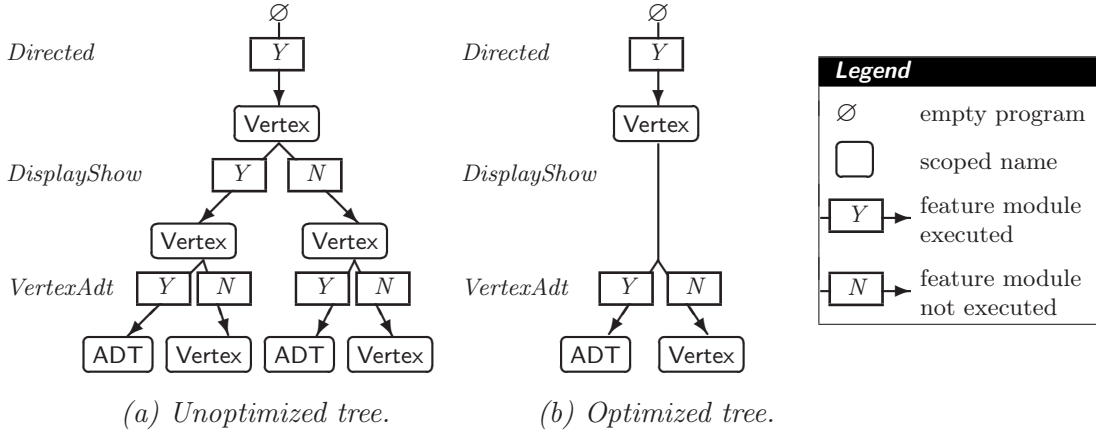 ∅
Directed
Y
Vertex
DisplayShow
Y N
Vertex Vertex
VertexAdt
Y N Y N
ADT Vertex ADT Vertex
(a) Unoptimized tree.
∅
Directed
Y
Vertex
DisplayShow
VertexAdt
Y N
ADT Vertex
(b) Optimized tree.
Legend
∅ empty program
scoped name
Y feature module
executed
N feature module
not executed